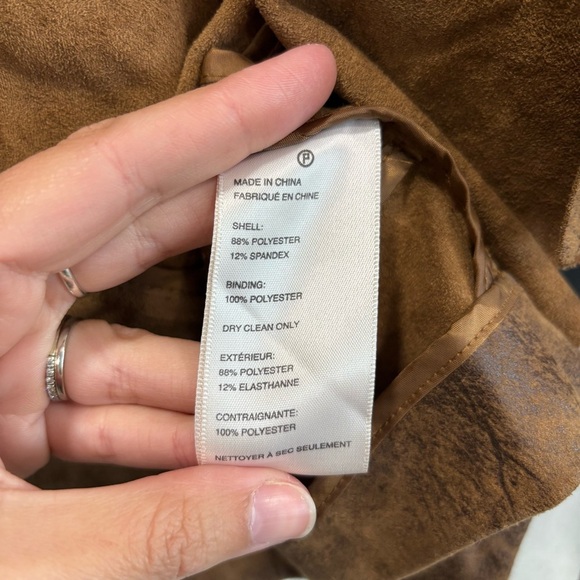 P
MADE IN CHINA
FABRIQUÉ EN CHINE
SHELL:
88% POLYESTER
12% SPANDEX
BINDING:
100% POLYESTER
DRY CLEAN ONLY
EXTÉRIEUR:
88% POLYESTER
12% ELASTHANNE
CONTRAIGNANTE:
100% POLYESTER
NETTOYER À SEC SEULEMENT